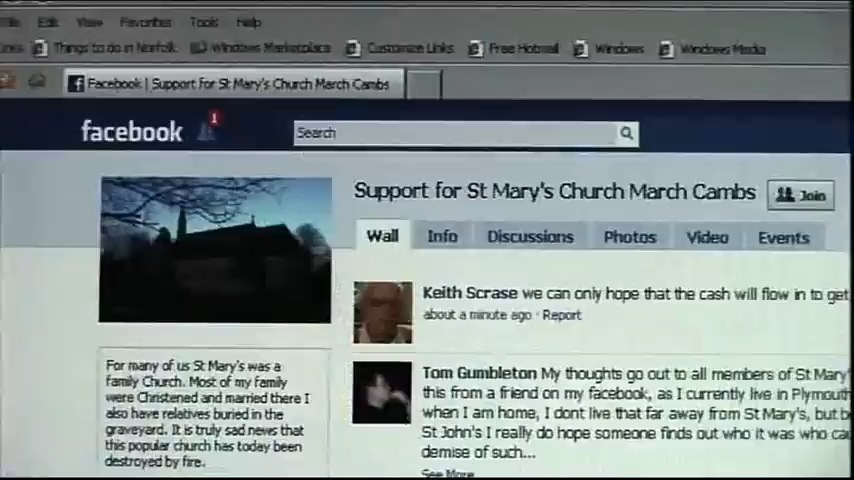 Edit View Favorites Tools Help
Links Things to do in Norfolk Windows Marketplace Customize Links Free Hotmail Windows Windows Media
Facebook | Support for St Mary's Church March Cambs
facebook 1 Search
Support for St Mary's Church March Cambs Join
Wall Info Discussions Photos Video Events
Keith Scrase we can only hope that the cash will flow in to get
about a minute ago · Report
Tom Gumbleton My thoughts go out to all members of St Mary'
this from a friend on my facebook, as I currently live in Plymouth
when I am home, I dont live that far away from St Mary's, but b
St John's I really do hope someone finds out who it was who cau
demise of such...
See More
For many of us St Mary's was a
family Church. Most of my family
were Christened and married there I
also have relatives buried in the
graveyard. It is truly sad news that
this popular church has today been
destroyed by fire.